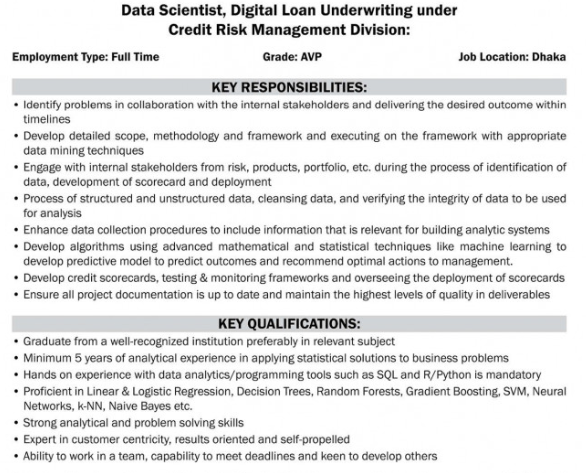 Data Scientist, Digital Loan Underwriting under
Credit Risk Management Division:
Employment Type: Full Time Grade: AVP Job Location: Dhaka
KEY RESPONSIBILITIES:
• Identify problems in collaboration with the internal stakeholders and delivering the desired outcome within
timelines
• Develop detailed scope, methodology and framework and executing on the framework with appropriate
data mining techniques
• Engage with internal stakeholders from risk, products, portfolio, etc. during the process of identification of
data, development of scorecard and deployment
• Process of structured and unstructured data, cleansing data, and verifying the integrity of data to be used
for analysis
• Enhance data collection procedures to include information that is relevant for building analytic systems
• Develop algorithms using advanced mathematical and statistical techniques like machine learning to
develop predictive model to predict outcomes and recommend optimal actions to management.
• Develop credit scorecards, testing & monitoring frameworks and overseeing the deployment of scorecards
• Ensure all project documentation is up to date and maintain the highest levels of quality in deliverables
KEY QUALIFICATIONS:
• Graduate from a well-recognized institution preferably in relevant subject
• Minimum 5 years of analytical experience in applying statistical solutions to business problems
• Hands on experience with data analytics/programming tools such as SQL and R/Python is mandatory
• Proficient in Linear & Logistic Regression, Decision Trees, Random Forests, Gradient Boosting, SVM, Neural
Networks, k-NN, Naive Bayes etc.
• Strong analytical and problem solving skills
• Expert in customer centricity, results oriented and self-propelled
• Ability to work in a team, capability to meet deadlines and keen to develop others